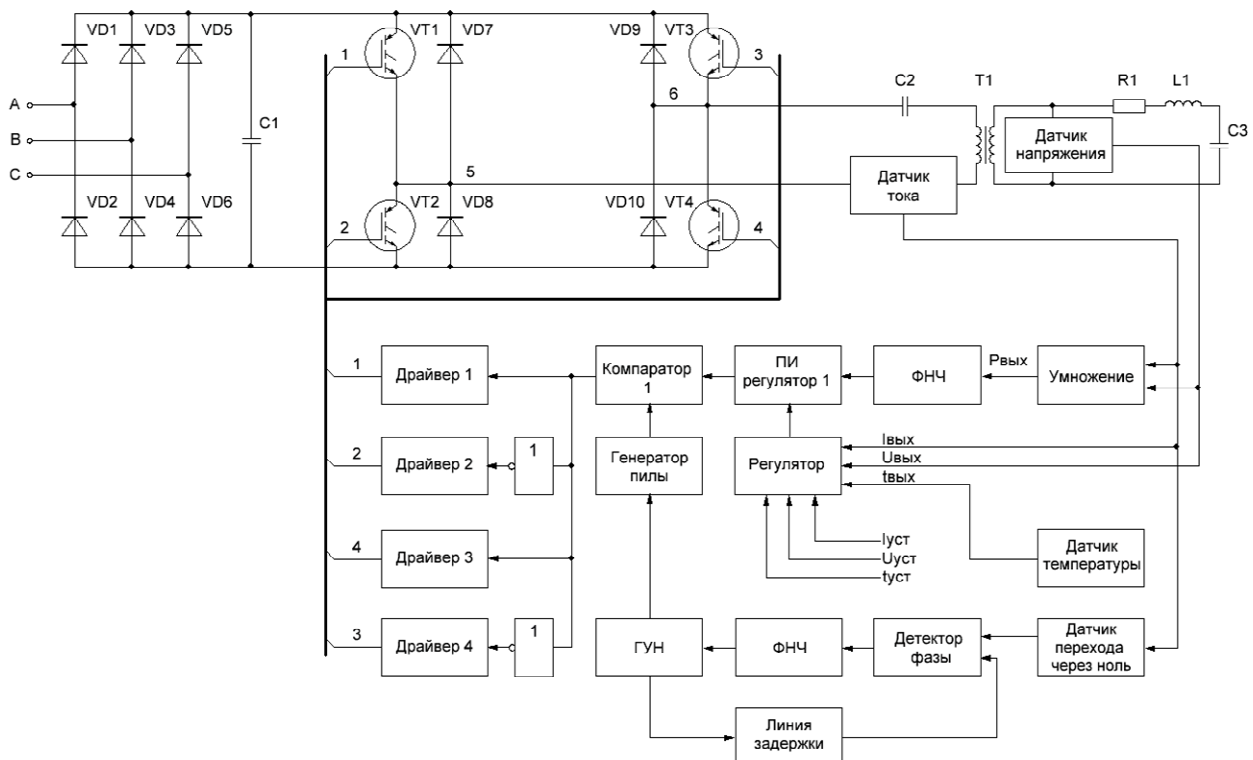 VD1
VD3
VD5
VT1
VD7
VD9
VT3
1
3
A
B
C
C1
6
C2
T1
R1
L1
C3
Датчик
напряжения
5
Датчик
тока
VD2
VD4
VD6
VT2
VD8
VD10
VT4
2
4
1
Драйвер 1
Компаратор
1
ПИ
регулятор 1
ФНЧ
Pвых
Умножение
2
Драйвер 2
1
Генератор
пилы
Регулятор
Iвых
Uвых
tвых
4
Драйвер 3
Iуст
Uуст
tуст
Датчик
температуры
3
Драйвер 4
1
ГУН
ФНЧ
Детектор
фазы
Датчик
перехода
через ноль
Линия
задержки